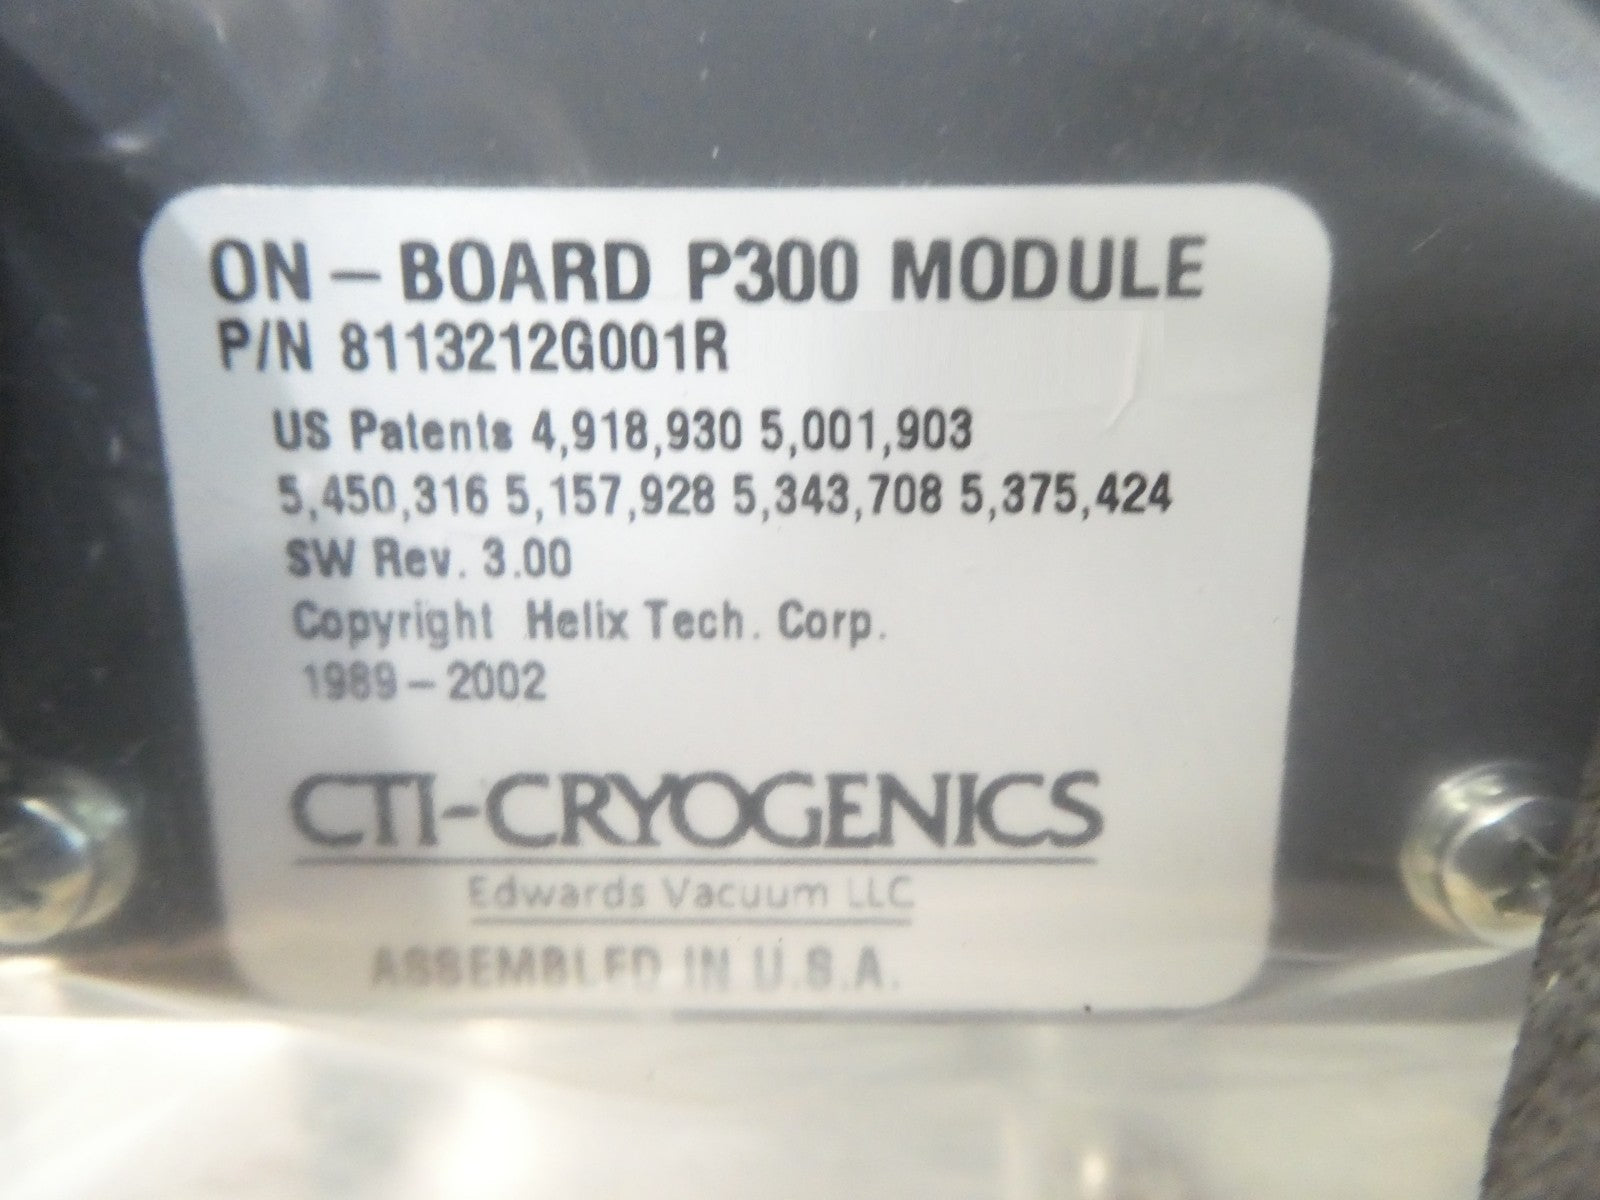 ON-BOARD P300 MODULE
P/N 8113212G001R
US Patents 4,918,930 5,001,903
5,450,316 5,157,928 5,343,708 5,375,424
SW Rev. 3.00
Copyright Helix Tech. Corp.
1989-2002
CTI-CRYOGENICS
Edwards Vacuum LLC
ASSEMBLED IN U.S.A.